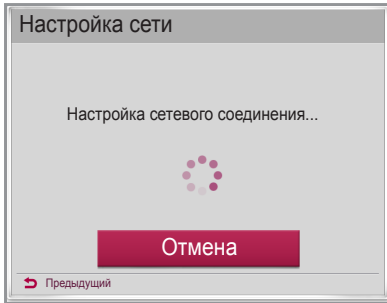 Настройка сети
Настройка сетевого соединения...
Отмена
Предыдущий